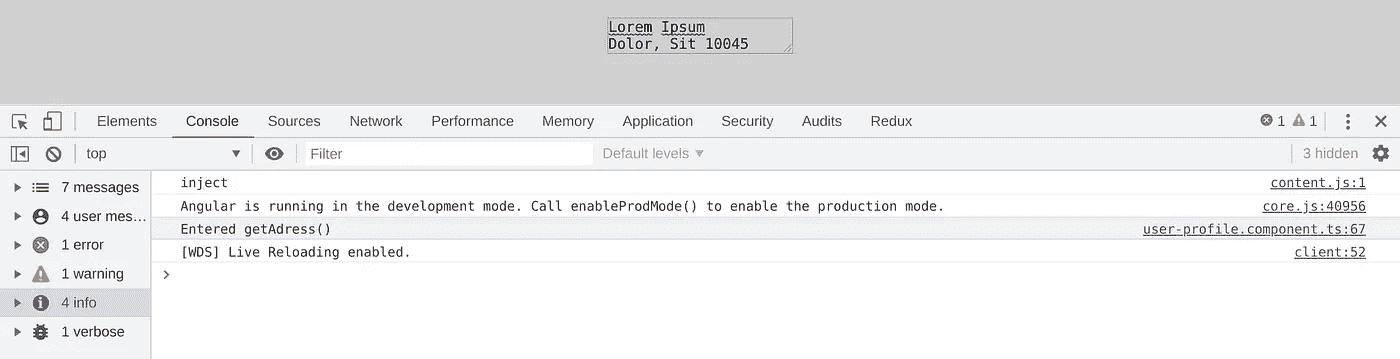 Lorem Ipsum
Dolor, Sit 10045
Elements Console Sources Network Performance Memory Application Security Audits Redux 1 1
top Filter Default levels 3 hidden
7 messages
4 user mes...
1 error
1 warning
4 info
1 verbose
inject content.js:1
Angular is running in the development mode. Call enableProdMode() to enable the production mode. core.js:40956
Entered getAdress() user-profile.component.ts:67
[WDS] Live Reloading enabled. client:52